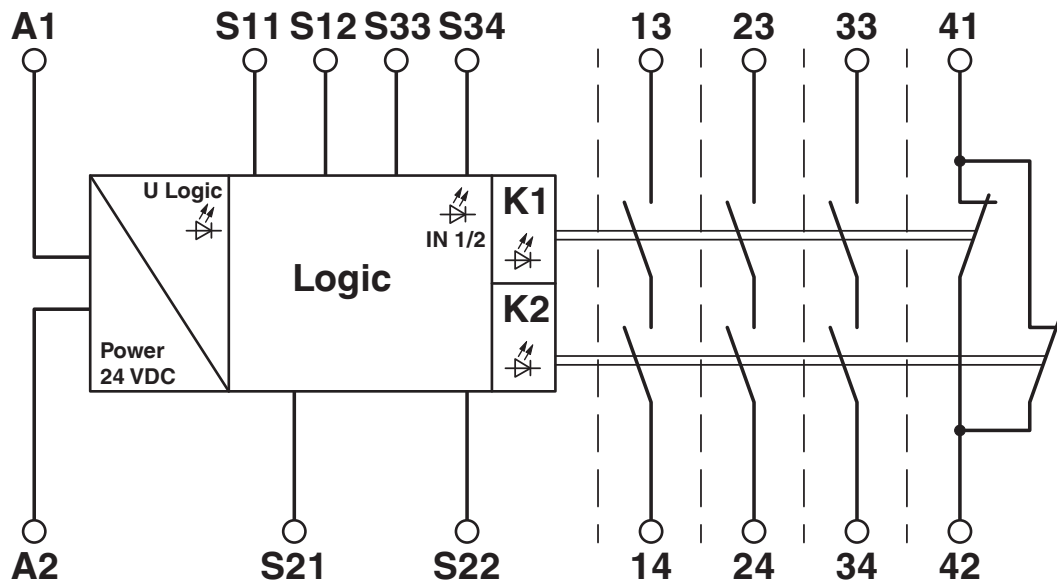 A1 S11 S12 S33 S34 13 23 33 41
U Logic
K1
IN 1/2
Logic
K2
Power
24 VDC
A2 S21 S22 14 24 34 42